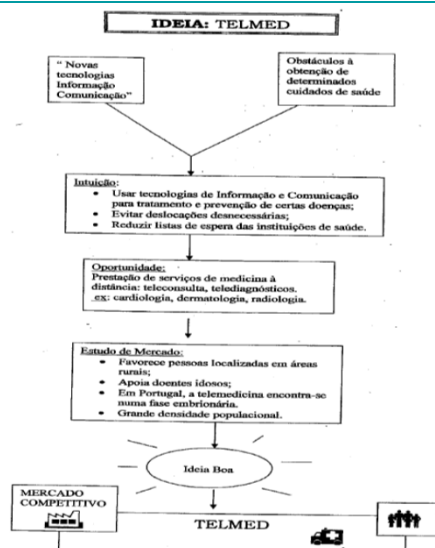 IDEIA: TELMED
“ Novas
tecnologias
Informação
Comunicação”
Obstáculos à
obtenção de
determinados
cuidados de saúde
Intuição:
• Usar tecnologias de Informação e Comunicação
para tratamento e prevenção de certas doenças;
• Evitar deslocações desnecessárias;
• Reduzir listas de espera das instituições de saúde.
Oportunidade:
Prestação de serviços de medicina à
distância: teleconsulta, telediagnósticos.
ex: cardiologia, dermatologia, radiologia.
Estudo de Mercado:
• Favorece pessoas localizadas em áreas
rurais;
• Apoia doentes idosos;
• Em Portugal, a telemedicina encontra-se
numa fase embrionária.
• Grande densidade populacional.
Ideia Boa
MERCADO
COMPETITIVO
TELMED